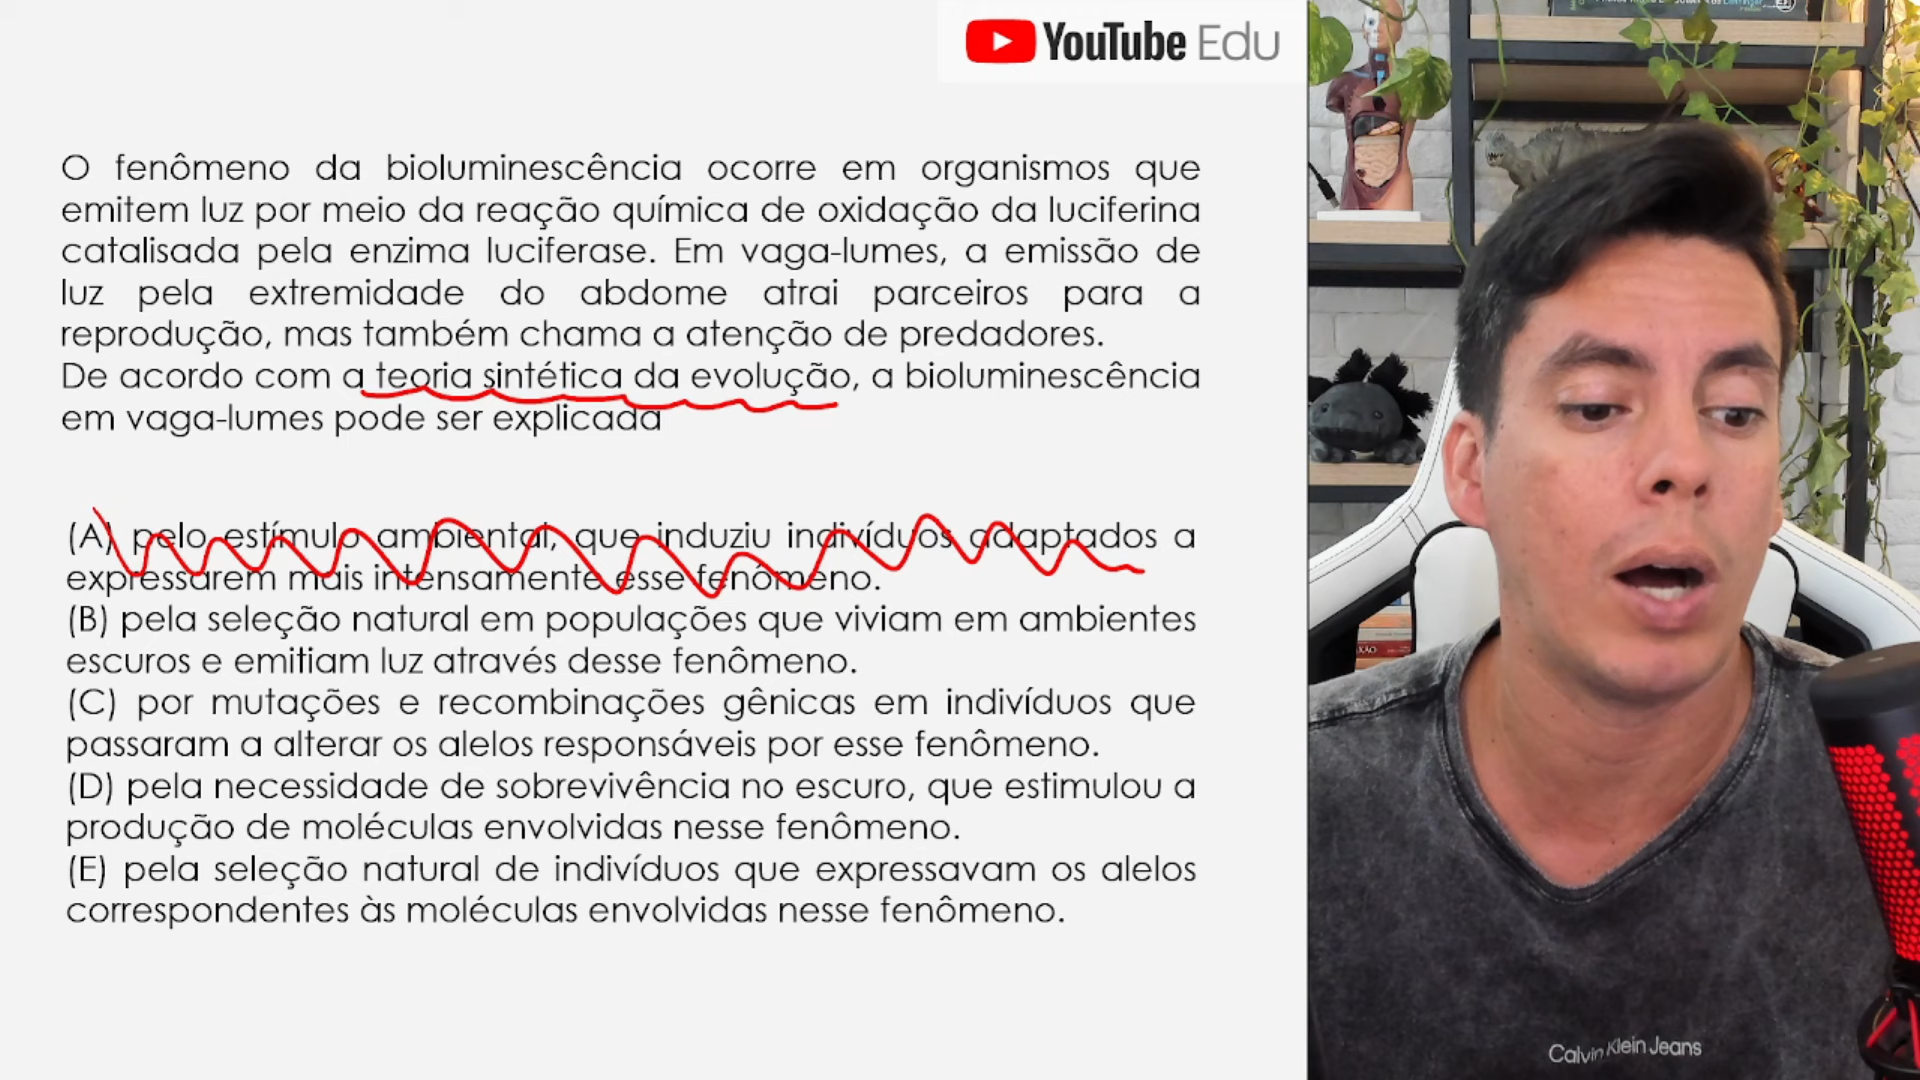 YouTube Edu
O fenômeno da bioluminescência ocorre em organismos que
emitem luz por meio da reação química de oxidação da luciferina
catalisada pela enzima luciferase. Em vaga-lumes, a emissão de
luz pela extremidade do abdome atrai parceiros para a
reprodução, mas também chama a atenção de predadores.
De acordo com a teoria sintética da evolução, a bioluminescência
em vaga-lumes pode ser explicada
(A) pelo estímulo ambiental, que induziu indivíduos adaptados a
expressarem mais intensamente esse fenômeno.
(B) pela seleção natural em populações que viviam em ambientes
escuros e emitiam luz através desse fenômeno.
(C) por mutações e recombinações gênicas em indivíduos que
passaram a alterar os alelos responsáveis por esse fenômeno.
(D) pela necessidade de sobrevivência no escuro, que estimulou a
produção de moléculas envolvidas nesse fenômeno.
(E) pela seleção natural de indivíduos que expressavam os alelos
correspondentes às moléculas envolvidas nesse fenômeno.
Calvin Klein Jeans